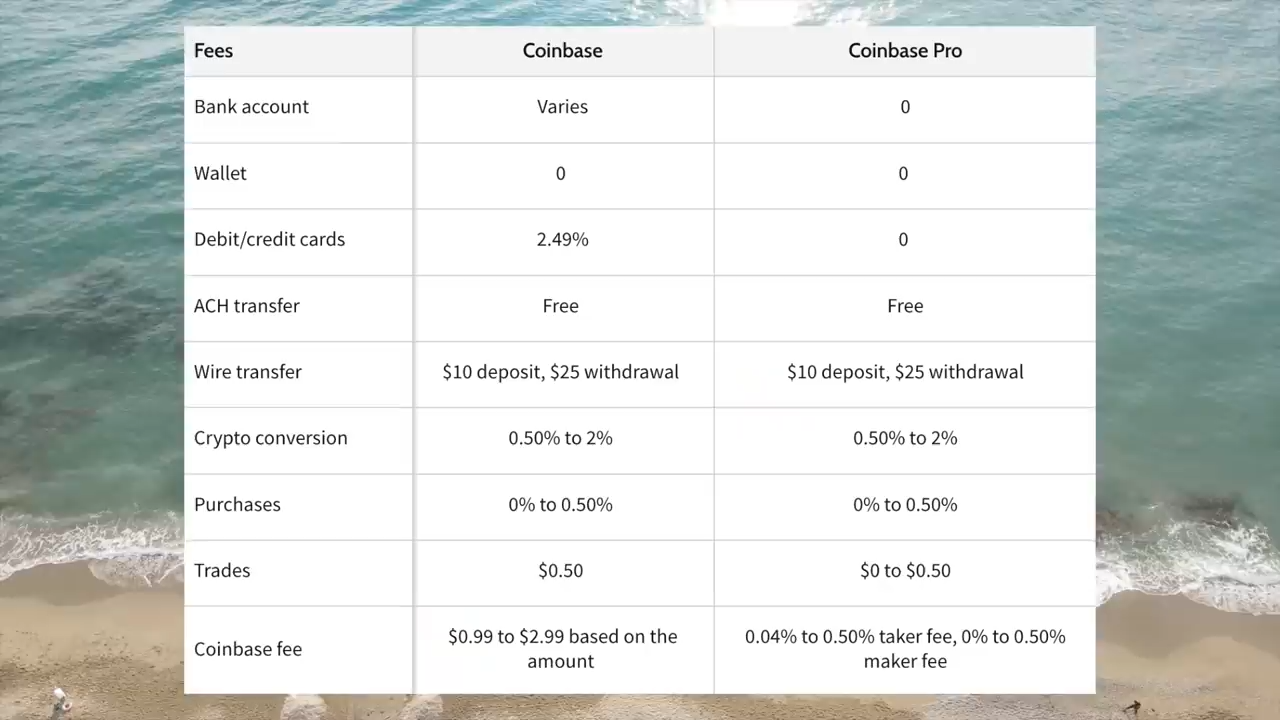 Fees Coinbase Coinbase Pro
Bank account Varies 0
Wallet 0 0
Debit/credit cards 2.49% 0
ACH transfer Free Free
Wire transfer $10 deposit, $25 withdrawal $10 deposit, $25 withdrawal
Crypto conversion 0.50% to 2% 0.50% to 2%
Purchases 0% to 0.50% 0% to 0.50%
Trades $0.50 $0 to $0.50
Coinbase fee $0.99 to $2.99 based on the amount 0.04% to 0.50% taker fee, 0% to 0.50% maker fee